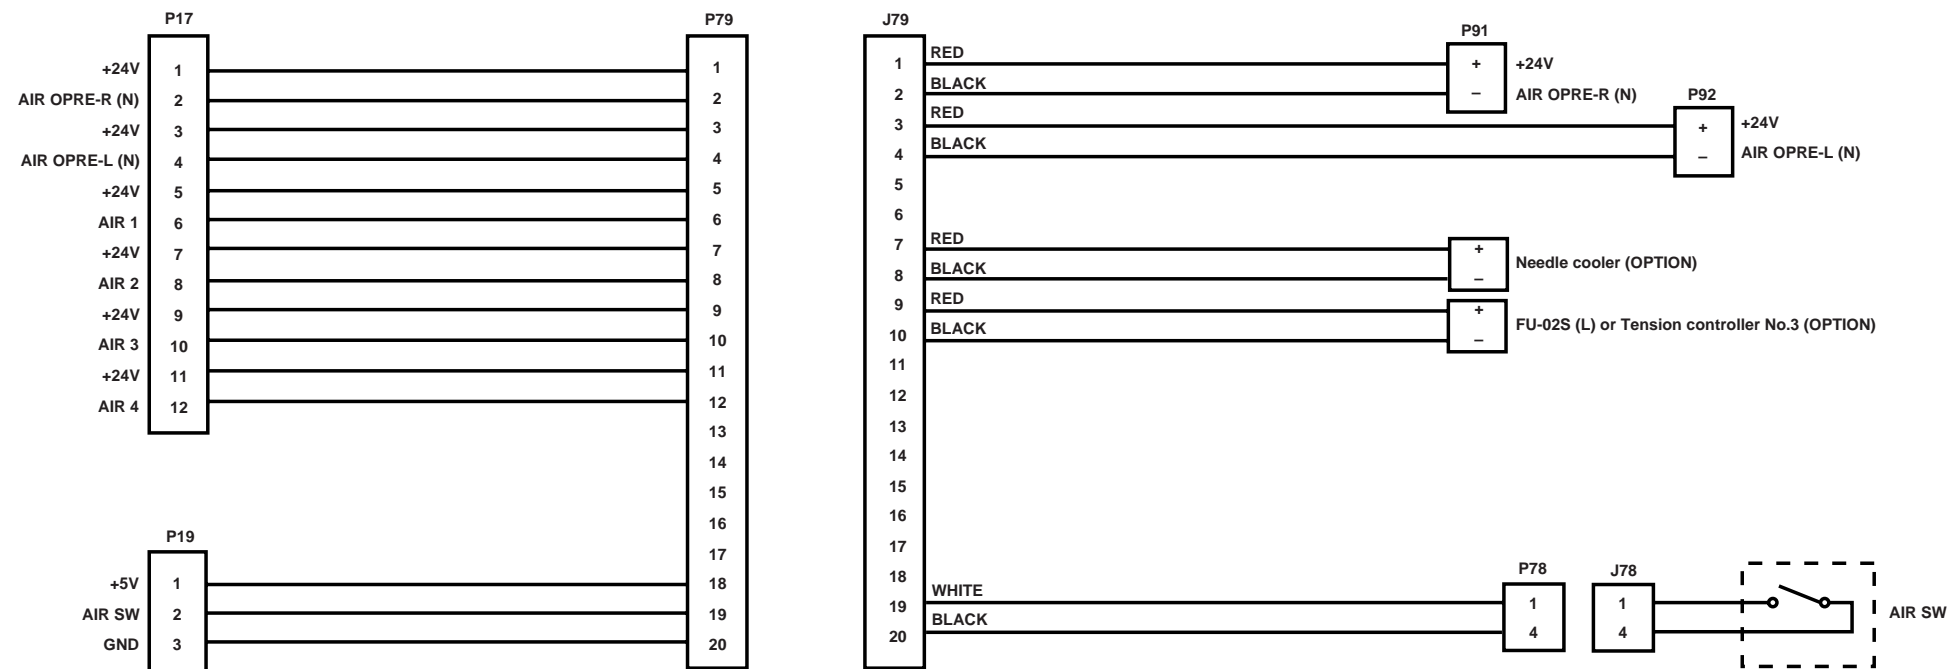 P17
+24V 1
AIR OPRE-R (N) 2
+24V 3
AIR OPRE-L (N) 4
+24V 5
AIR 1 6
+24V 7
AIR 2 8
+24V 9
AIR 3 10
+24V 11
AIR 4 12
P19
+5V 1
AIR SW 2
GND 3
P79
1
2
3
4
5
6
7
8
9
10
11
12
13
14
15
16
17
18
19
20
J79
1 RED
2 BLACK
3 RED
4 BLACK
5
6
7 RED
8 BLACK
9 RED
10 BLACK
11
12
13
14
15
16
17
18
19 WHITE
20 BLACK
P91
+ +24V
– AIR OPRE-R (N)
P92
+ +24V
– AIR OPRE-L (N)
+
– Needle cooler (OPTION)
+
– FU-02S (L) or Tension controller No.3 (OPTION)
P78
1
4
J78
1
4
AIR SW